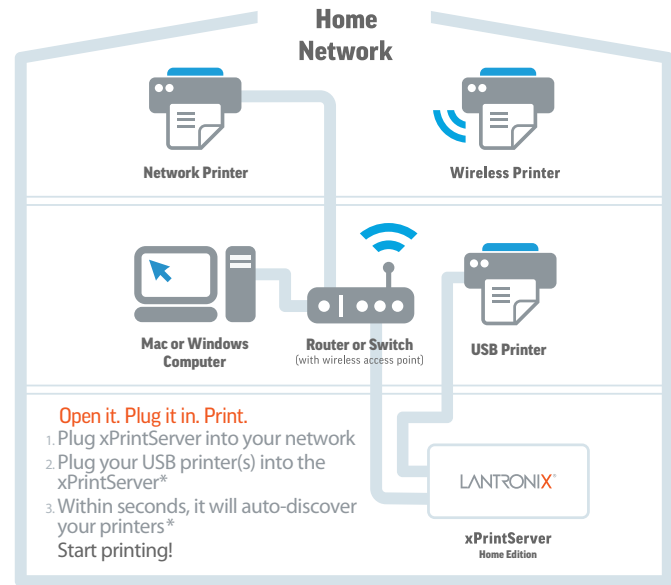 Home
Network
Network Printer
Wireless Printer
Mac or Windows
Computer
Router or Switch
(with wireless access point)
USB Printer
Open it. Plug it in. Print.
1. Plug xPrintServer into your network
2. Plug your USB printer(s) into the
xPrintServer*
3. Within seconds, it will auto-discover
your printers*
Start printing!
LANTRONIX®
xPrintServer
Home Edition